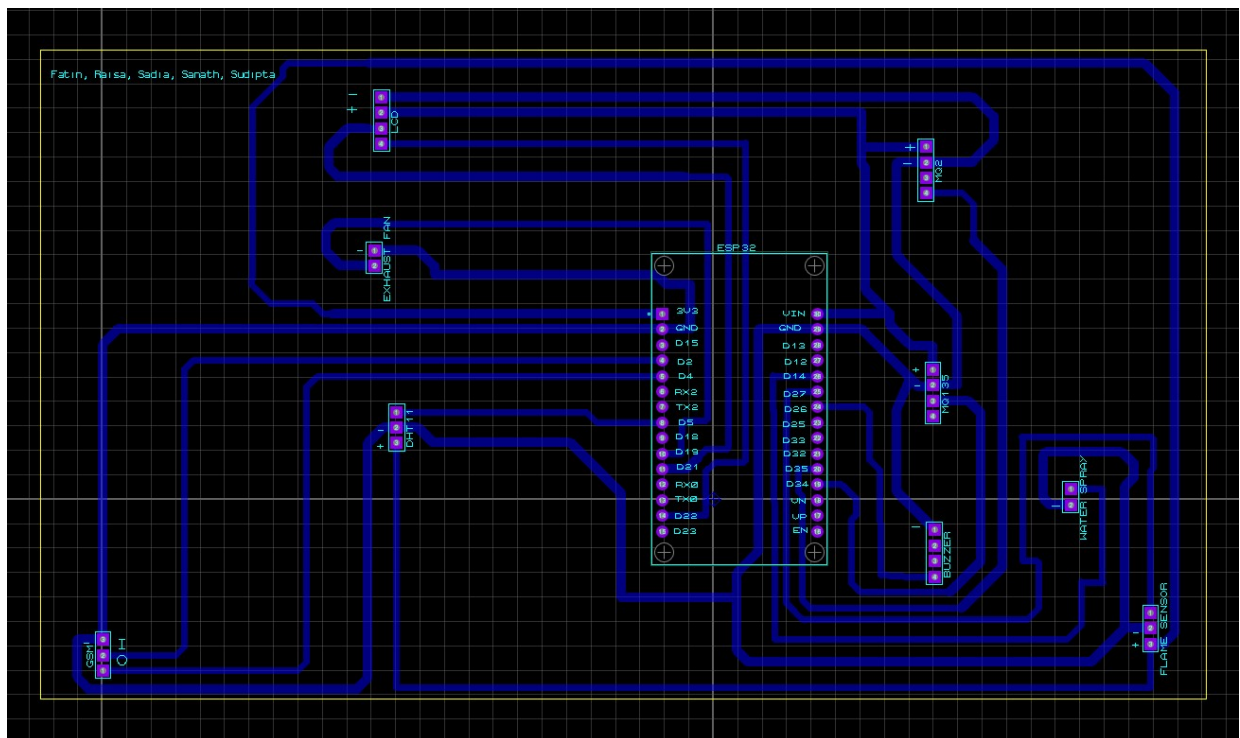 Fatin, Raisa, Sadia, Sanath, Sudipta
LCD
MQ2
EXHAUST FAN
ESP32
3V3
GND
D15
D2
D4
RX2
TX2
D5
D18
D19
D21
RX0
TX0
D22
D23
VIN
GND
D13
D12
D14
D27
D26
D25
D33
D32
D35
D34
VN
VP
EN
MQ135
DHT11
WATER SPRAY
BUZZER
FLAME SENSOR
GSM
I
O